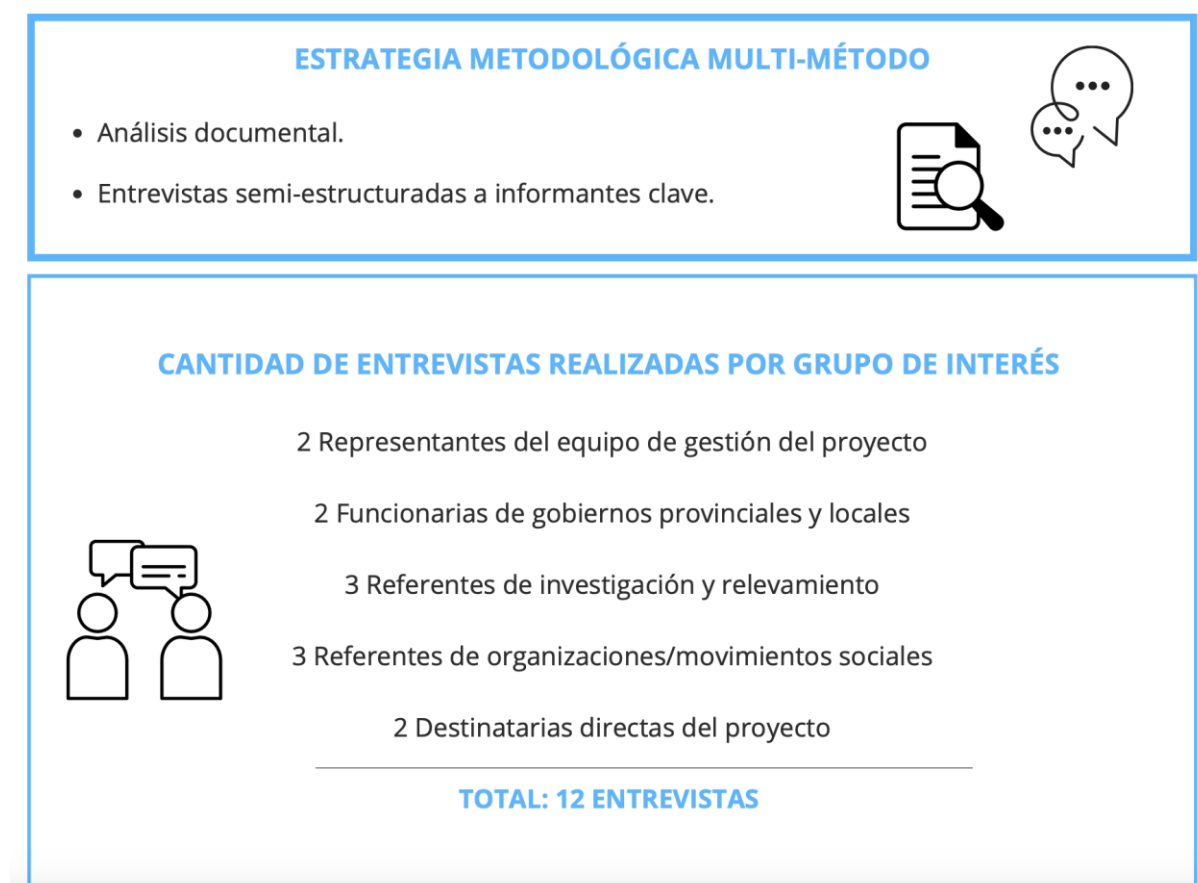 ESTRATEGIA METODOLÓGICA MULTI-MÉTODO
• Análisis documental.
• Entrevistas semi-estructuradas a informantes clave.
CANTIDAD DE ENTREVISTAS REALIZADAS POR GRUPO DE INTERÉS
2 Representantes del equipo de gestión del proyecto
2 Funcionarias de gobiernos provinciales y locales
3 Referentes de investigación y relevamiento
3 Referentes de organizaciones/movimientos sociales
2 Destinatarias directas del proyecto
TOTAL: 12 ENTREVISTAS